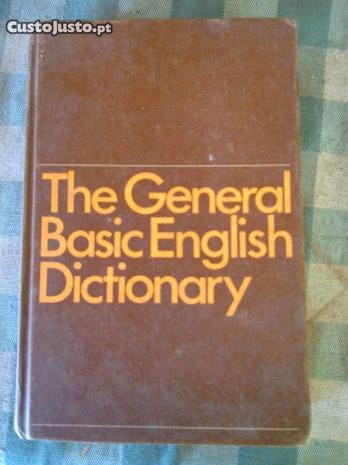 CustoJusto.pt
The General
Basic English
Dictionary